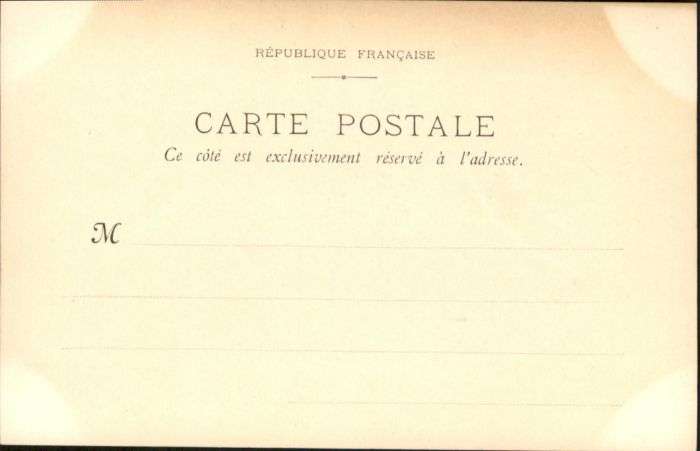 RÉPUBLIQUE FRANÇAISE
CARTE POSTALE
Ce côté est exclusivement réservé à l'adresse.
M